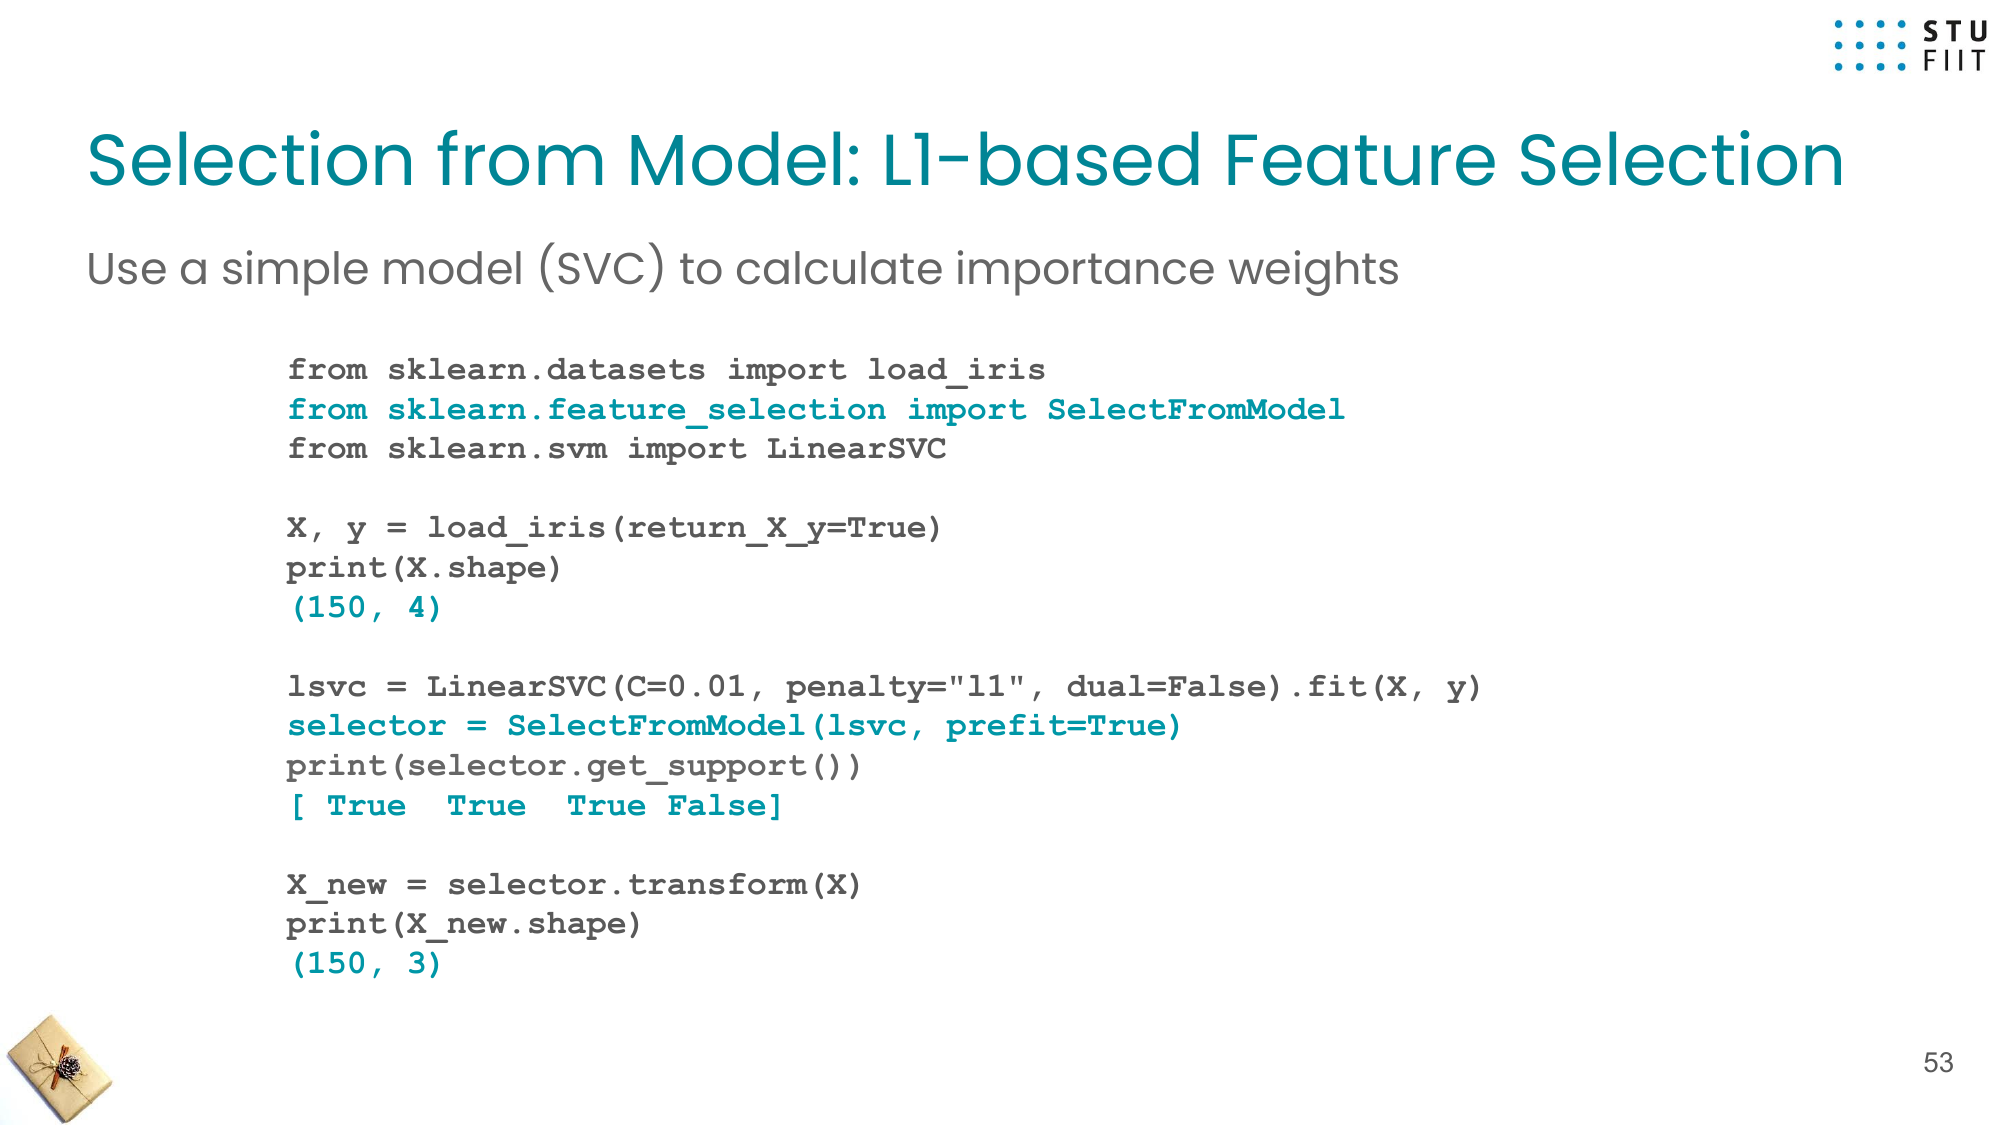 STU
FIIT
Selection from Model: L1-based Feature Selection
Use a simple model (SVC) to calculate importance weights
from sklearn.datasets import load_iris
from sklearn.feature_selection import SelectFromModel
from sklearn.svm import LinearSVC
X, y = load_iris(return_X_y=True)
print(X.shape)
(150, 4)
lsvc = LinearSVC(C=0.01, penalty="l1", dual=False).fit(X, y)
selector = SelectFromModel(lsvc, prefit=True)
print(selector.get_support())
[ True  True  True False]
X_new = selector.transform(X)
print(X_new.shape)
(150, 3)
53